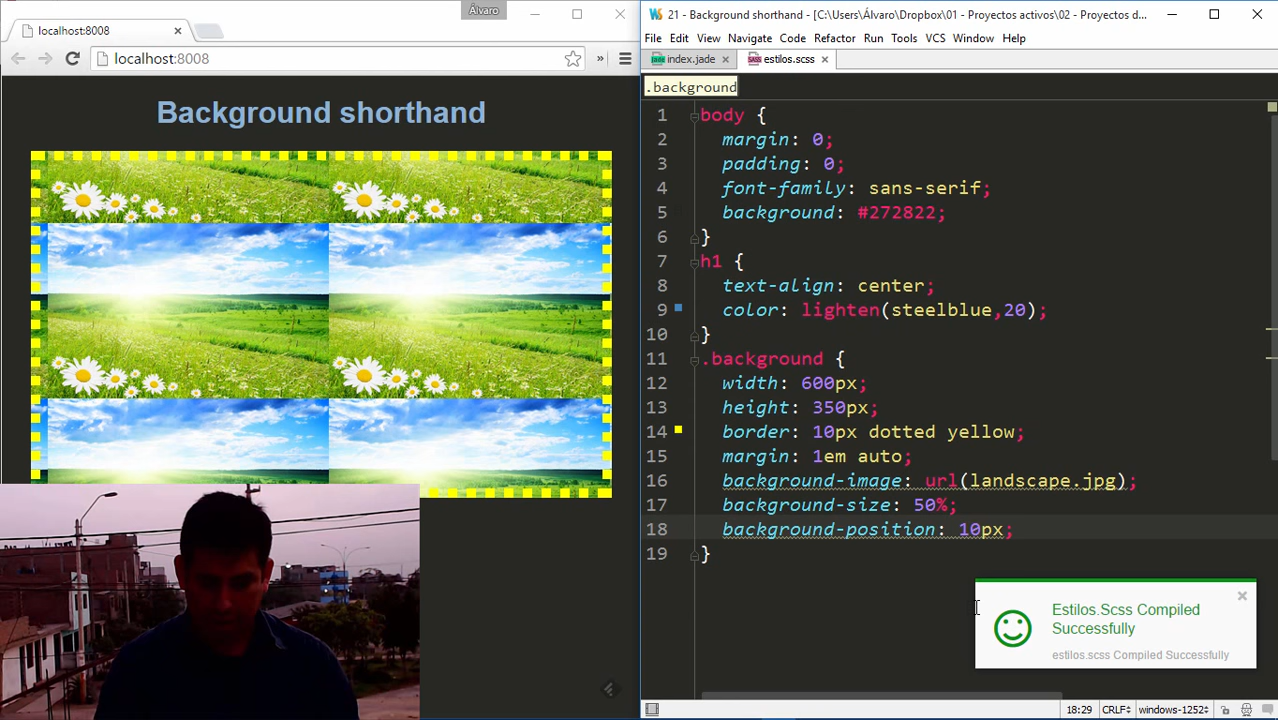 Álvaro
localhost:8008
localhost:8008
Background shorthand
21 - Background shorthand - [C:\Users\Álvaro\Dropbox\01 - Proyectos activos\02 - Proyectos d...
File Edit View Navigate Code Refactor Run Tools VCS Window Help
index.jade estilos.scss
.background
1 body {
2 margin: 0;
3 padding: 0;
4 font-family: sans-serif;
5 background: #272822;
6 }
7 h1 {
8 text-align: center;
9 color: lighten(steelblue,20);
10 }
11 .background {
12 width: 600px;
13 height: 350px;
14 border: 10px dotted yellow;
15 margin: 1em auto;
16 background-image: url(landscape.jpg);
17 background-size: 50%;
18 background-position: 10px;
19 }
Estilos.Scss Compiled
Successfully
estilos.scss Compiled Successfully
18:29 CRLF windows-1252